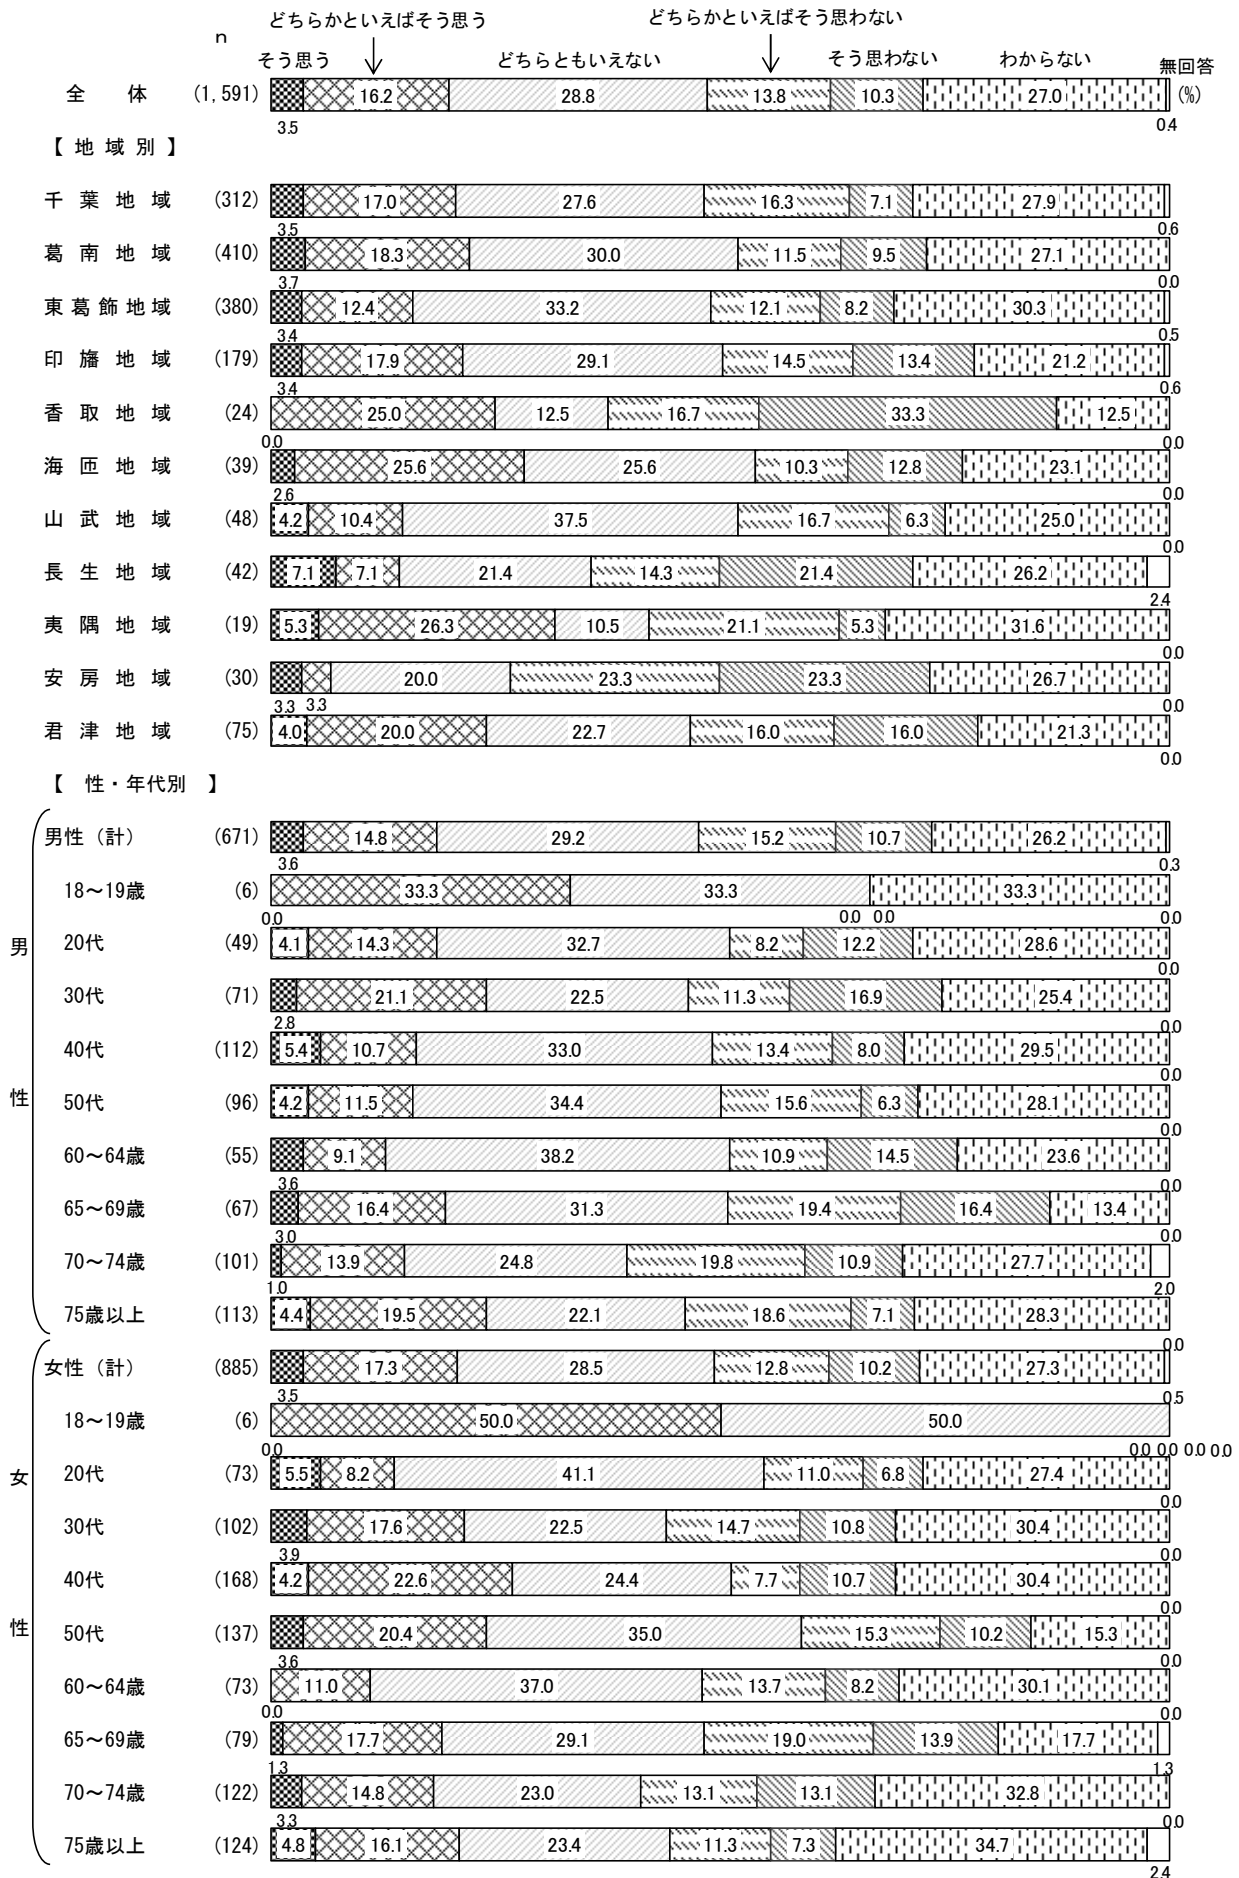 どちらかといえばそう思う　どちらかといえばそう思わない
n　そう思う　どちらともいえない　そう思わない　わからない　無回答
全体 (1,591) 16.2 28.8 13.8 10.3 27.0 (%)
3.5 0.4
【地域別】
千葉地域 (312) 17.0 27.6 16.3 7.1 27.9
3.5 0.6
葛南地域 (410) 18.3 30.0 11.5 9.5 27.1
3.7 0.0
東葛飾地域 (380) 12.4 33.2 12.1 8.2 30.3
3.4 0.5
印旛地域 (179) 17.9 29.1 14.5 13.4 21.2
3.4 0.6
香取地域 (24) 25.0 12.5 16.7 33.3 12.5
0.0 0.0
海匝地域 (39) 25.6 25.6 10.3 12.8 23.1
2.6 0.0
山武地域 (48) 4.2 10.4 37.5 16.7 6.3 25.0
0.0
長生地域 (42) 7.1 7.1 21.4 14.3 21.4 26.2
2.4
夷隅地域 (19) 5.3 26.3 10.5 21.1 5.3 31.6
0.0
安房地域 (30) 20.0 23.3 23.3 26.7
3.3 3.3 0.0
君津地域 (75) 4.0 20.0 22.7 16.0 16.0 21.3
0.0
【 性・年代別 】
男性
男性（計） (671) 14.8 29.2 15.2 10.7 26.2
3.6 0.3
18～19歳 (6) 33.3 33.3 33.3
0.0 0.0 0.0 0.0
20代 (49) 4.1 14.3 32.7 8.2 12.2 28.6
0.0
30代 (71) 21.1 22.5 11.3 16.9 25.4
2.8 0.0
40代 (112) 5.4 10.7 33.0 13.4 8.0 29.5
0.0
50代 (96) 4.2 11.5 34.4 15.6 6.3 28.1
0.0
60～64歳 (55) 9.1 38.2 10.9 14.5 23.6
3.6 0.0
65～69歳 (67) 16.4 31.3 19.4 16.4 13.4
3.0 0.0
70～74歳 (101) 13.9 24.8 19.8 10.9 27.7
1.0 2.0
75歳以上 (113) 4.4 19.5 22.1 18.6 7.1 28.3
0.0
女性
女性（計） (885) 17.3 28.5 12.8 10.2 27.3
3.5 0.5
18～19歳 (6) 50.0 50.0
0.0 0.0 0.0 0.0 0.0
20代 (73) 5.5 8.2 41.1 11.0 6.8 27.4
0.0
30代 (102) 17.6 22.5 14.7 10.8 30.4
3.9 0.0
40代 (168) 4.2 22.6 24.4 7.7 10.7 30.4
0.0
50代 (137) 20.4 35.0 15.3 10.2 15.3
3.6 0.0
60～64歳 (73) 11.0 37.0 13.7 8.2 30.1
0.0 0.0
65～69歳 (79) 17.7 29.1 19.0 13.9 17.7
1.3 1.3
70～74歳 (122) 14.8 23.0 13.1 13.1 32.8
3.3 0.0
75歳以上 (124) 4.8 16.1 23.4 11.3 7.3 34.7
2.4